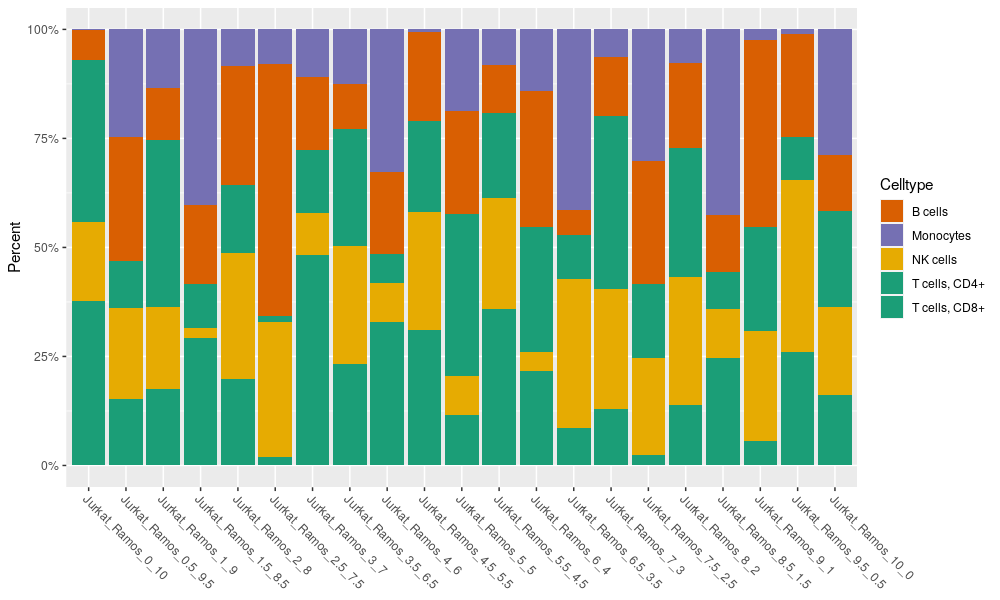 100%
75%
50%
25%
0%
Percent
Jurkat_Ramos_0_10
Jurkat_Ramos_0.5_9.5
Jurkat_Ramos_1_9
Jurkat_Ramos_1.5_8.5
Jurkat_Ramos_2_8
Jurkat_Ramos_2.5_7.5
Jurkat_Ramos_3_7
Jurkat_Ramos_3.5_6.5
Jurkat_Ramos_4_6
Jurkat_Ramos_4.5_5.5
Jurkat_Ramos_5_5
Jurkat_Ramos_5.5_4.5
Jurkat_Ramos_6_4
Jurkat_Ramos_6.5_3.5
Jurkat_Ramos_7_3
Jurkat_Ramos_7.5_2.5
Jurkat_Ramos_8_2
Jurkat_Ramos_8.5_1.5
Jurkat_Ramos_9_1
Jurkat_Ramos_9.5_0.5
Jurkat_Ramos_10_0
Celltype
B cells
Monocytes
NK cells
T cells, CD4+
T cells, CD8+